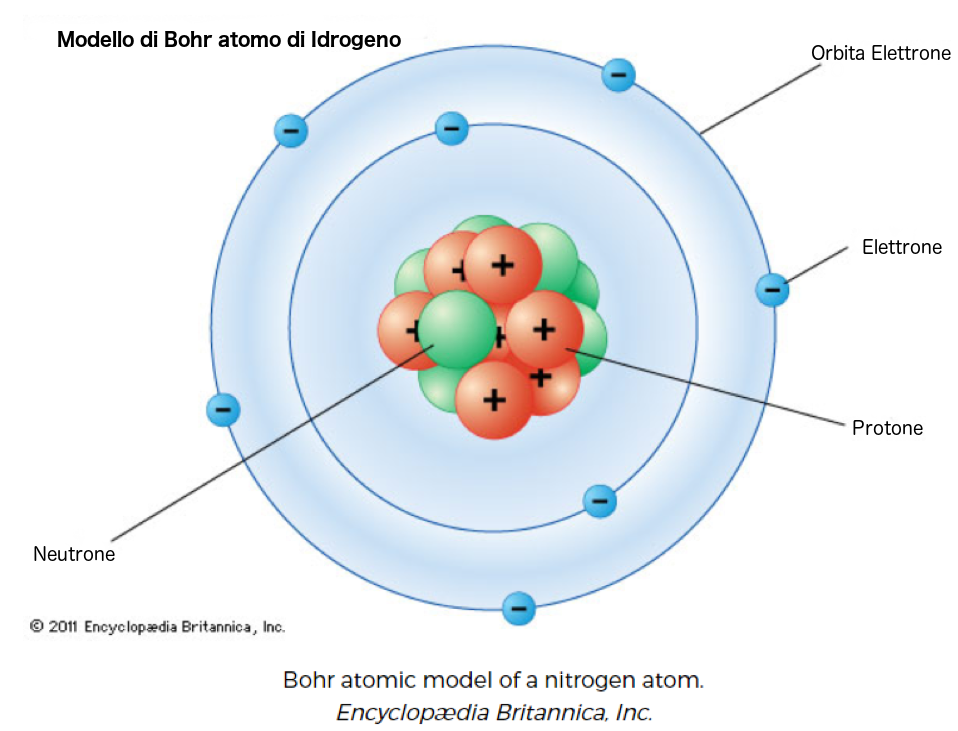 Modello di Bohr atomo di Idrogeno
Orbita Elettrone
−
−
−
+
+
Elettrone
−
+
+
+
+
+
−
Protone
−
Neutrone
−
© 2011 Encyclopædia Britannica, Inc.
Bohr atomic model of a nitrogen atom.
Encyclopædia Britannica, Inc.